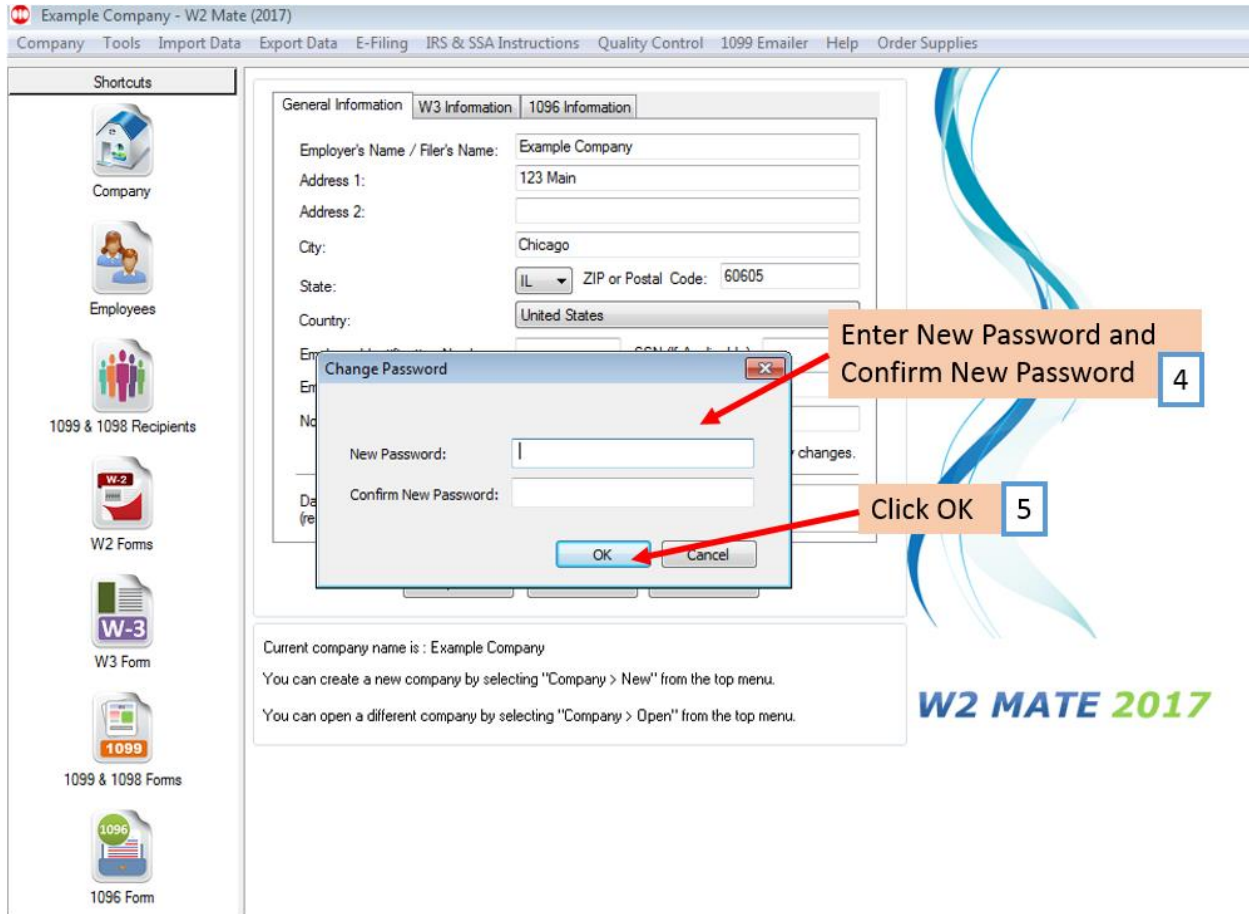 Example Company - W2 Mate (2017)
Company Tools Import Data Export Data E-Filing IRS & SSA Instructions Quality Control 1099 Emailer Help Order Supplies
Shortcuts
Company
Employees
1099 & 1098 Recipients
W-2
W2 Forms
W-3
W3 Form
1099
1099 & 1098 Forms
1096
1096 Form
General Information W3 Information 1096 Information
Employer's Name / Filer's Name: Example Company
Address 1: 123 Main
Address 2:
City: Chicago
State: IL ZIP or Postal Code: 60605
Country: United States
changes.
Change Password
New Password:
Confirm New Password:
OK Cancel
Enter New Password and
Confirm New Password 4
Click OK 5
Current company name is : Example Company
You can create a new company by selecting "Company > New" from the top menu.
You can open a different company by selecting "Company > Open" from the top menu.
W2 MATE 2017